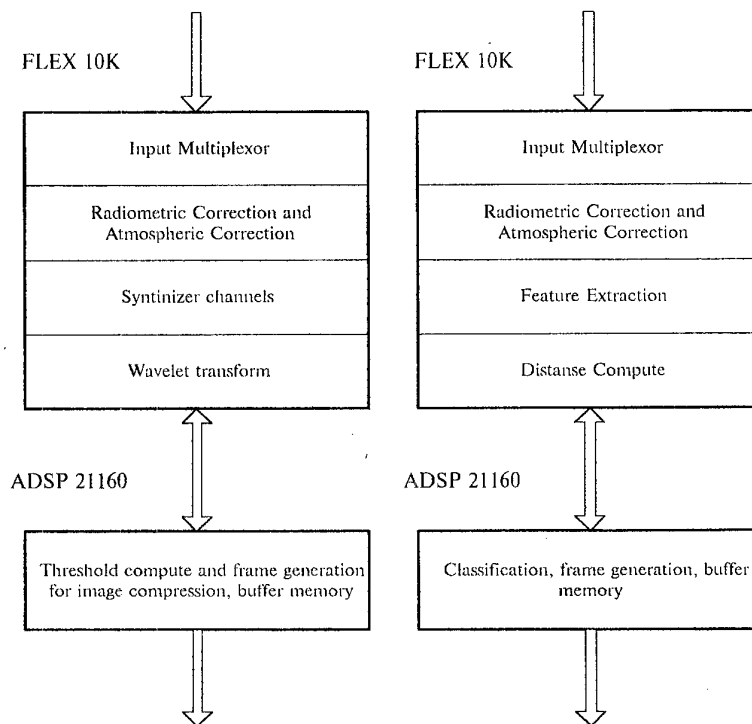 FLEX 10K
Input Multiplexor
Radiometric Correction and
Atmospheric Correction
Syntinizer channels
Wavelet transform
ADSP 21160
Threshold compute and frame generation
for image compression, buffer memory
FLEX 10K
Input Multiplexor
Radiometric Correction and
Atmospheric Correction
Feature Extraction
Distanse Compute
ADSP 21160
Classification, frame generation, buffer
memory